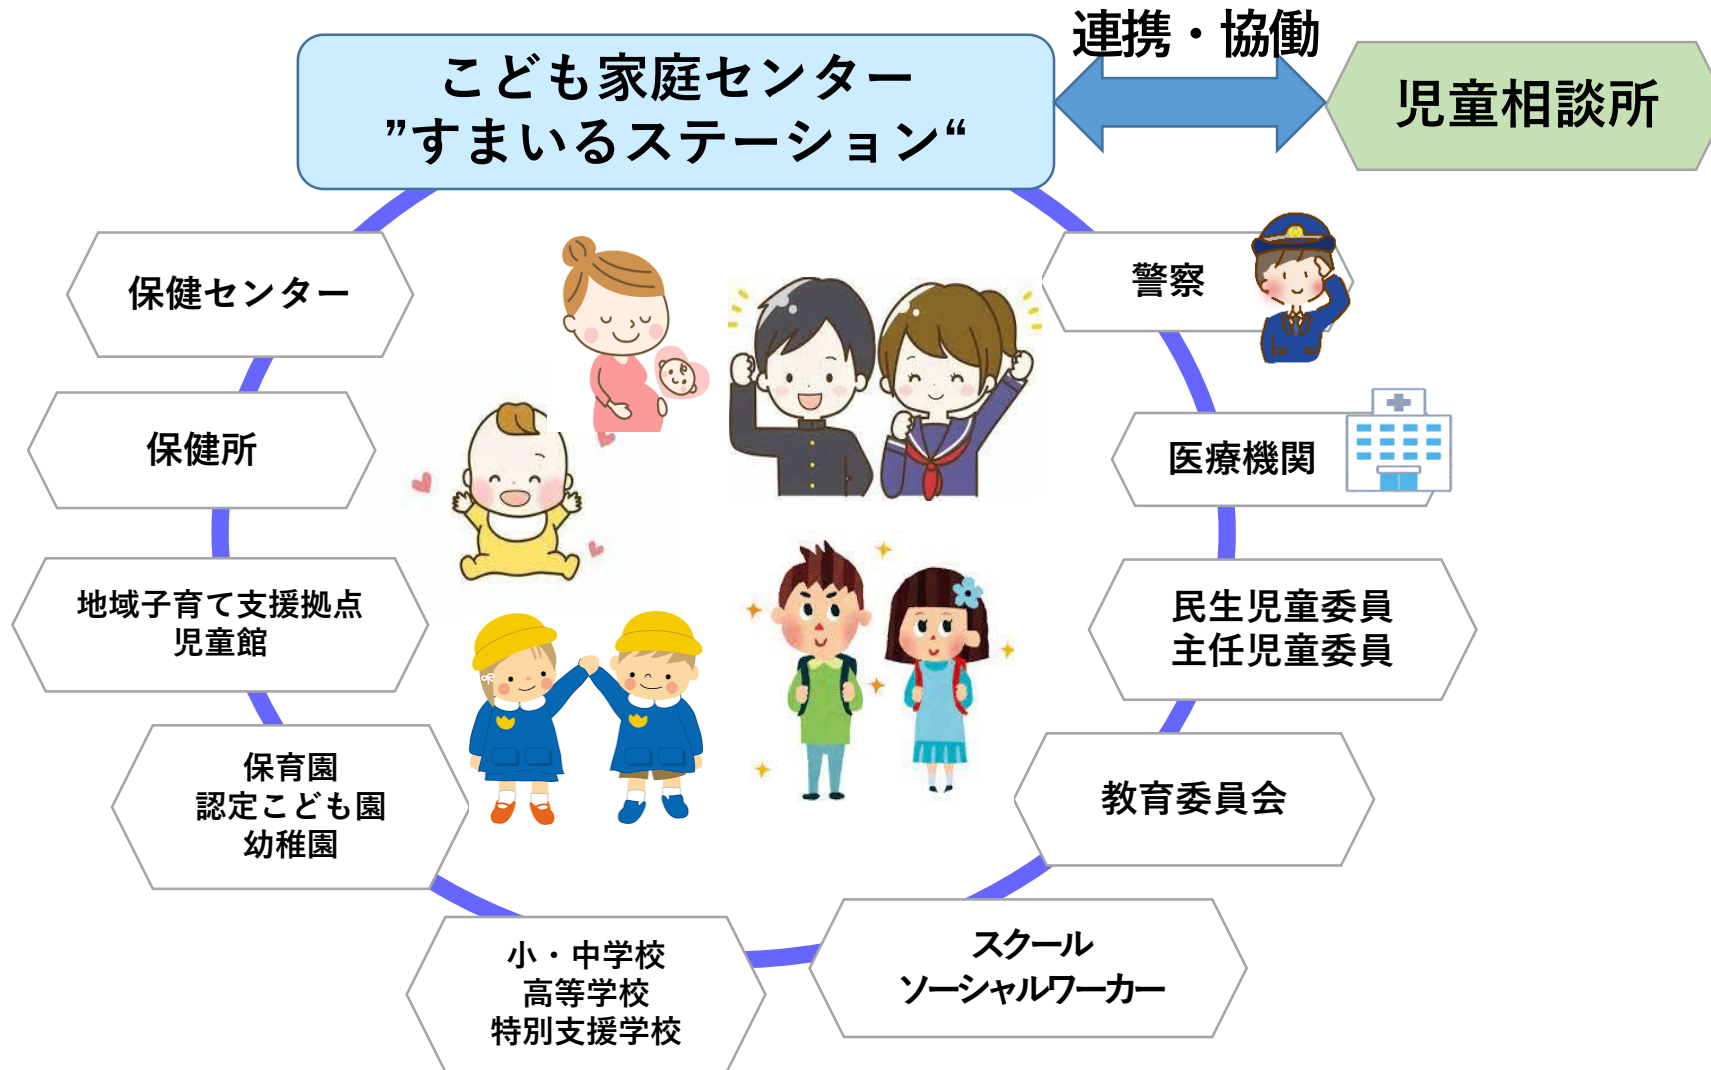 連携・協働
こども家庭センター
”すまいるステーション“
児童相談所
保健センター
警察
保健所
医療機関
地域子育て支援拠点
児童館
民生児童委員
主任児童委員
保育園
認定こども園
幼稚園
教育委員会
小・中学校
高等学校
特別支援学校
スクール
ソーシャルワーカー